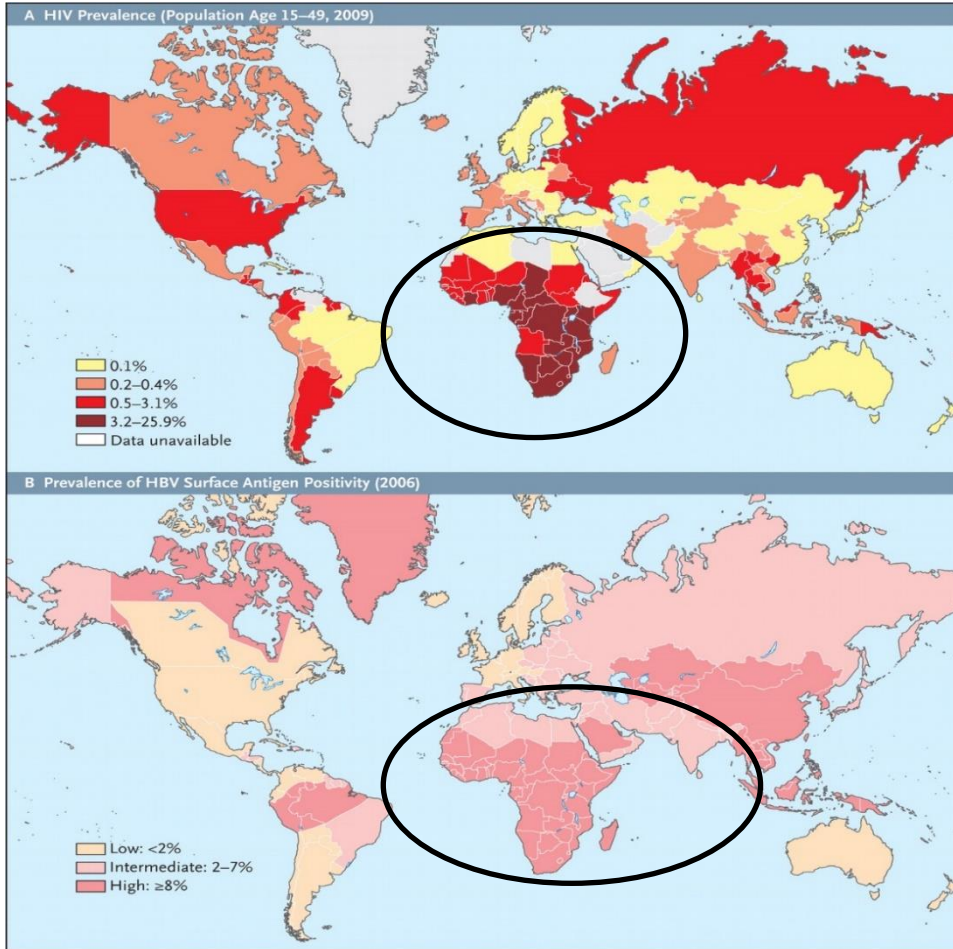 A HIV Prevalence (Population Age 15–49, 2009)
0.1%
0.2–0.4%
0.5–3.1%
3.2–25.9%
Data unavailable
B Prevalence of HBV Surface Antigen Positivity (2006)
Low: <2%
Intermediate: 2–7%
High: ≥8%